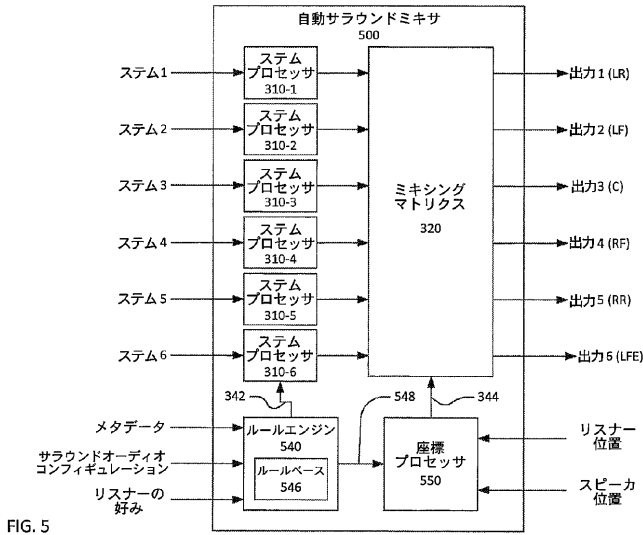 自動サラウンドミキサ
500
ステム1
ステム
プロセッサ
310-1
出力1 (LR)
ステム2
ステム
プロセッサ
310-2
出力2 (LF)
ステム3
ステム
プロセッサ
310-3
出力3 (C)
ミキシング
マトリクス
320
ステム4
ステム
プロセッサ
310-4
出力4 (RF)
ステム5
ステム
プロセッサ
310-5
出力5 (RR)
ステム6
ステム
プロセッサ
310-6
出力6 (LFE)
342
548
344
メタデータ
サラウンドオーディオ
コンフィギュレーション
リスナーの
好み
ルールエンジン
540
ルールベース
546
座標
プロセッサ
550
リスナー
位置
スピーカ
位置
FIG. 5